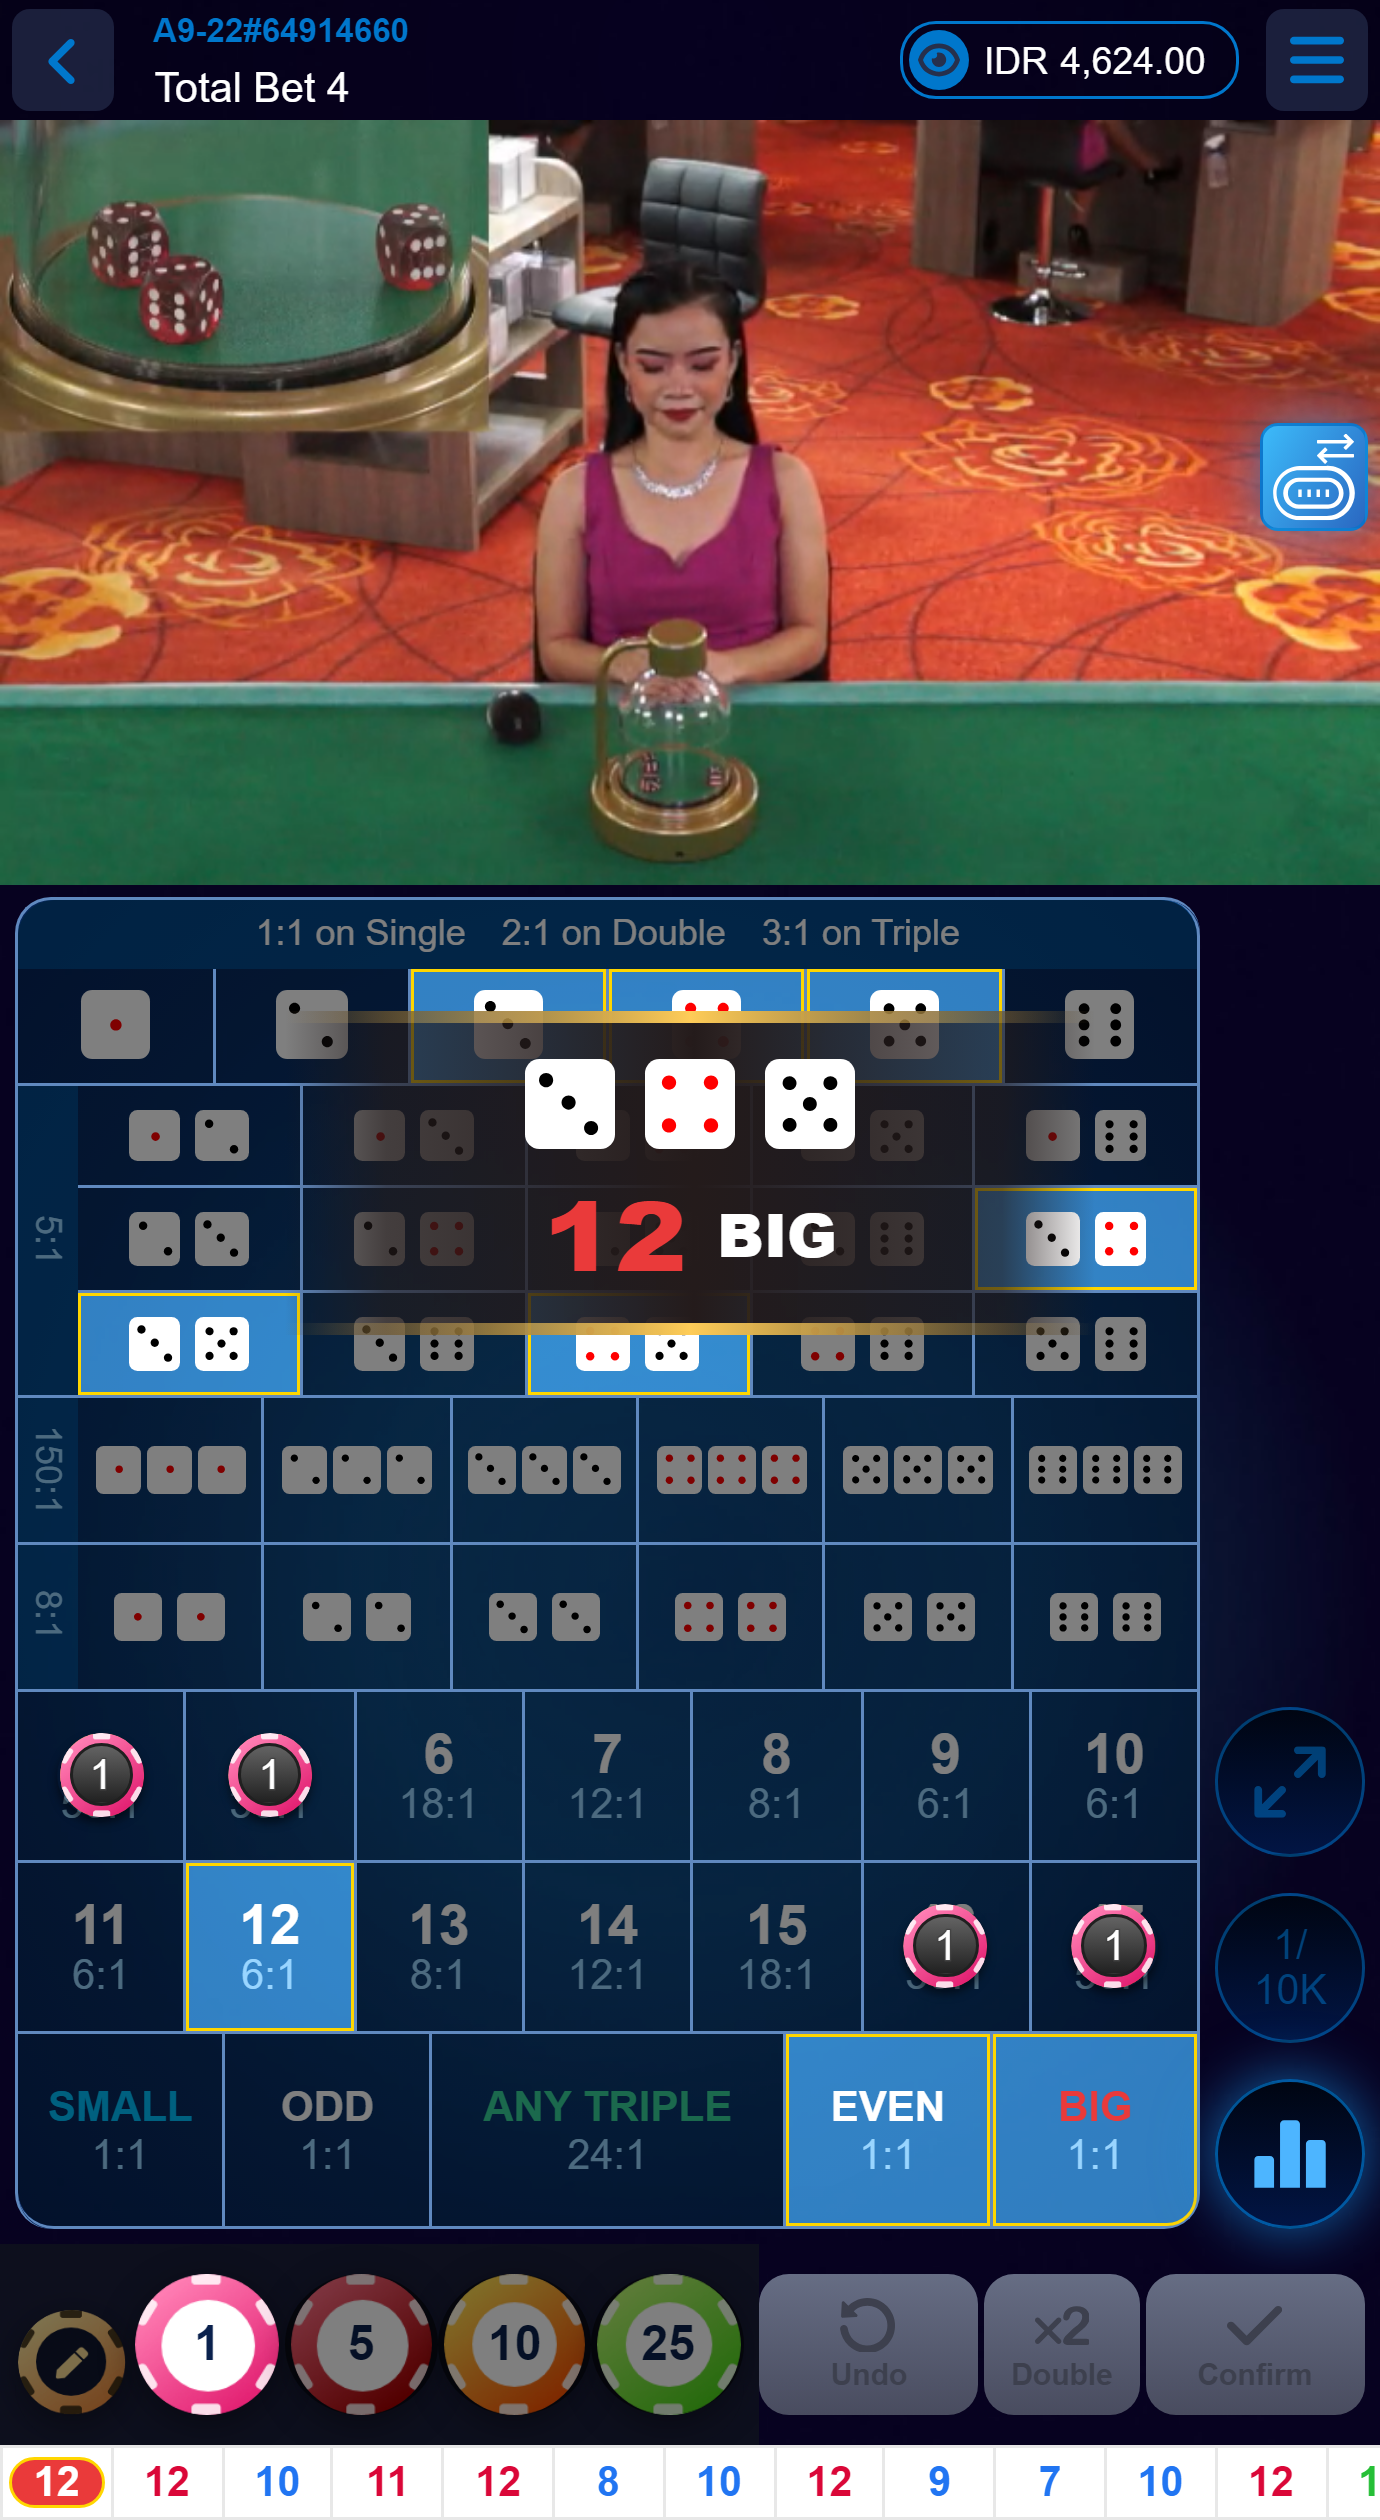 A9-22#64914660
Total Bet 4
IDR 4,624.00
1:1 on Single 2:1 on Double 3:1 on Triple
12 BIG
5:1
150:1
8:1
1 1 6 7 8 9 10
18:1 12:1 8:1 6:1 6:1
11 12 13 14 15 1 1
6:1 6:1 8:1 12:1 18:1
1/
10K
SMALL ODD ANY TRIPLE EVEN BIG
1:1 1:1 24:1 1:1 1:1
1 5 10 25 x2
Undo Double Confirm
12 12 10 11 12 8 10 12 9 7 10 12